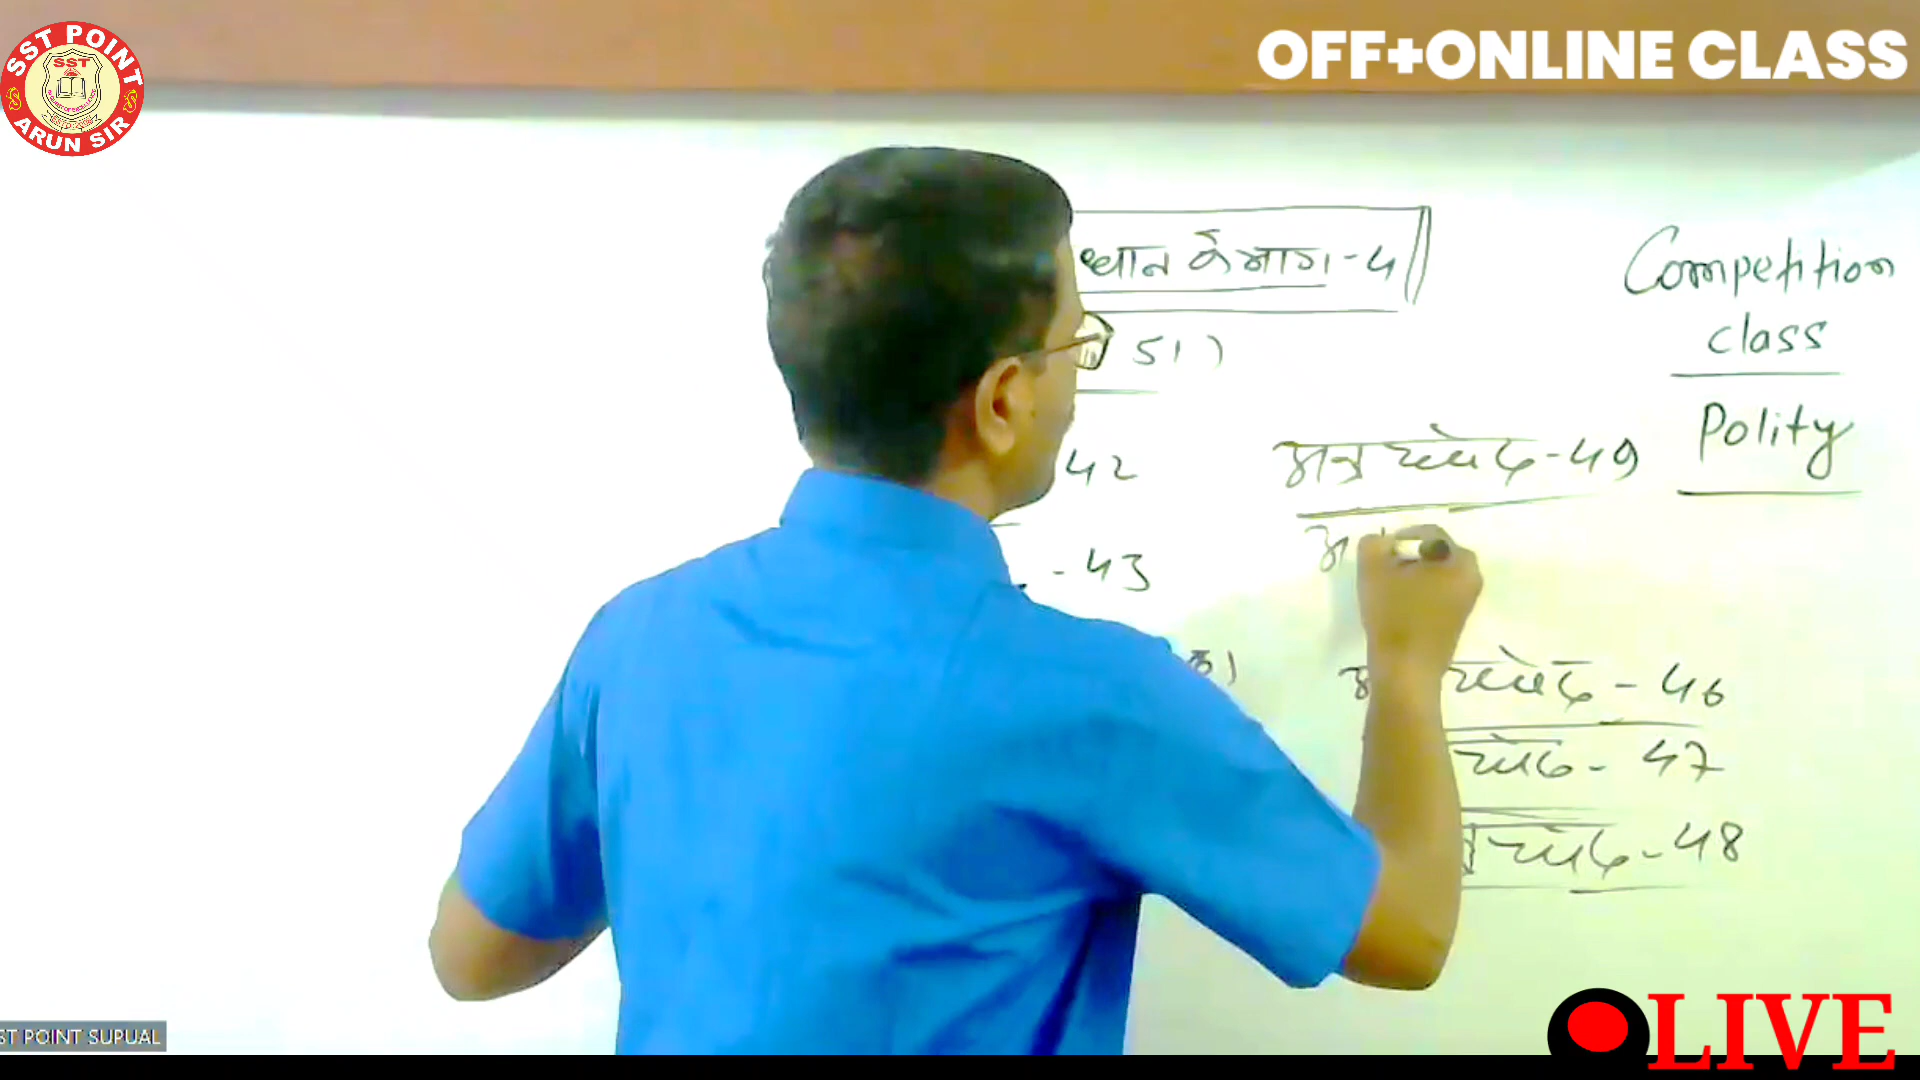 SST POINT
SST
ARUN SIR
OFF+ONLINE CLASS
के भाग-4
51)
Competition
class
Polity
42
अनुच्छेद-49
- 43
अ
अनुच्छेद - 46
च्छेद - 47
नुच्छेद - 48
ST POINT SUPUAL
LIVE